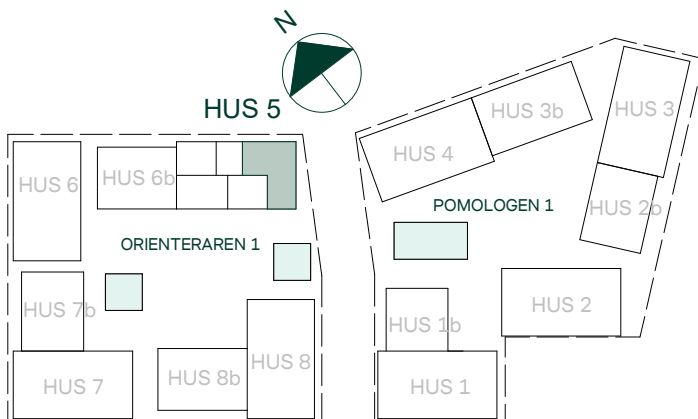 N
HUS 5
HUS 3b
HUS 3
HUS 4
HUS 6
HUS 6b
HUS 2b
POMOLOGEN 1
ORIENTERAREN 1
HUS 7b
HUS 2
HUS 1b
HUS 8
HUS 8b
HUS 7
HUS 1